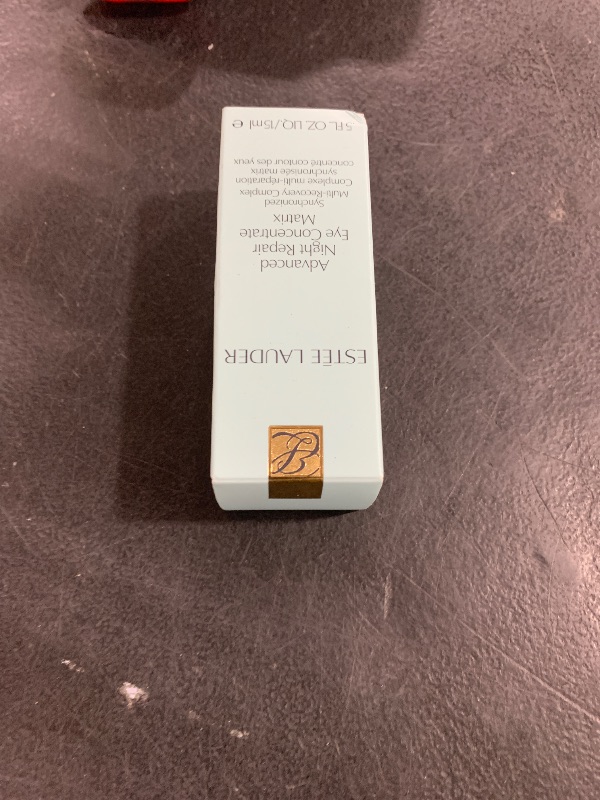 ESTĒE LAUDER
Advanced
Night Repair
Eye Concentrate
Matrix
Synchronized
Multi-Recovery Complex
Complexe multi-réparation
synchronisée matrix
concentré contour des yeux
.5 FL. OZ. LIQ./15ml e